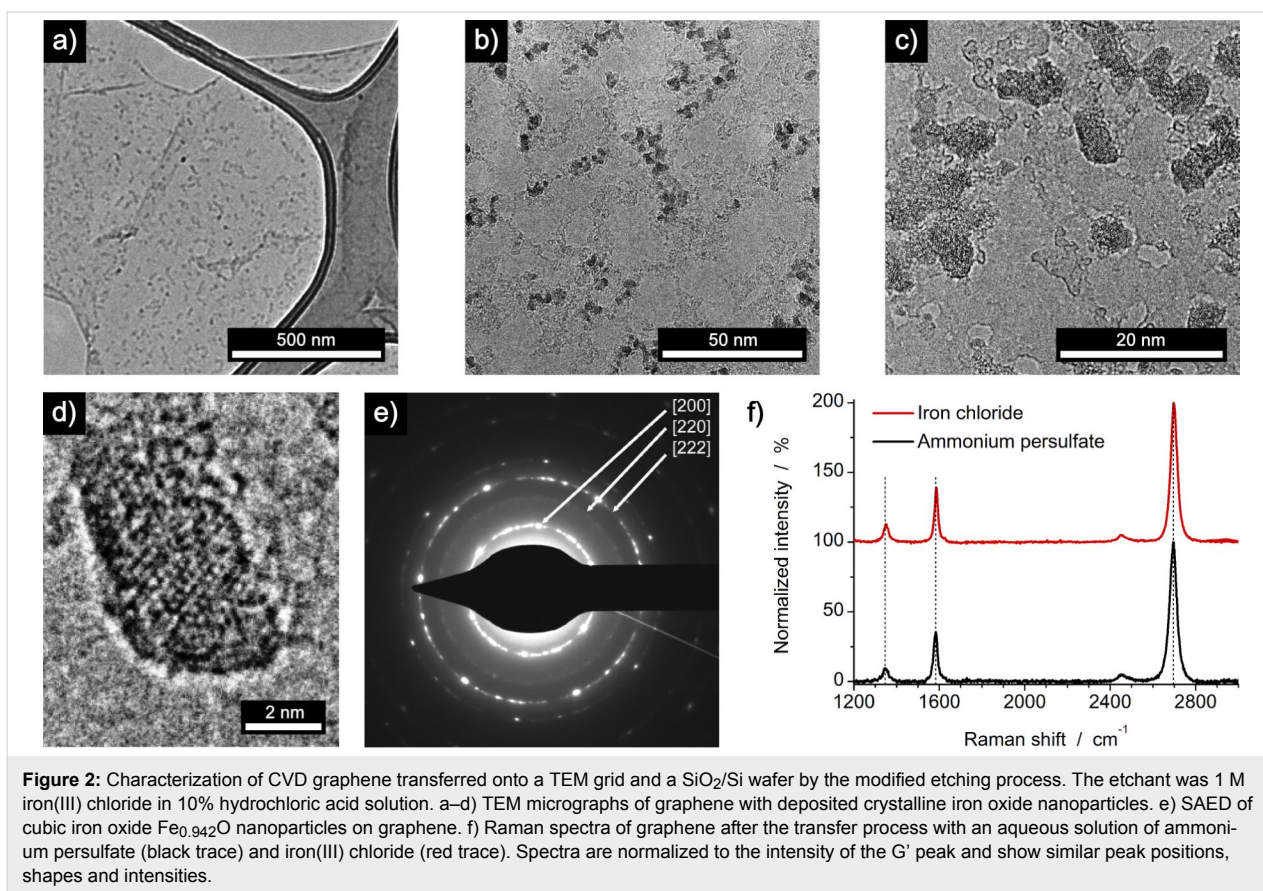 a)
500 nm
b)
50 nm
c)
20 nm
d)
2 nm
e)
[200]
[220]
[222]
f)
Iron chloride
Ammonium persulfate
Normalized intensity / %
200
150
100
50
0
1200
1600
2000
2400
2800
Raman shift / cm⁻¹
Figure 2: Characterization of CVD graphene transferred onto a TEM grid and a SiO₂/Si wafer by the modified etching process. The etchant was 1 M
iron(III) chloride in 10% hydrochloric acid solution. a–d) TEM micrographs of graphene with deposited crystalline iron oxide nanoparticles. e) SAED of
cubic iron oxide Fe₀.₉₄₂O nanoparticles on graphene. f) Raman spectra of graphene after the transfer process with an aqueous solution of ammoni-
um persulfate (black trace) and iron(III) chloride (red trace). Spectra are normalized to the intensity of the G’ peak and show similar peak positions,
shapes and intensities.